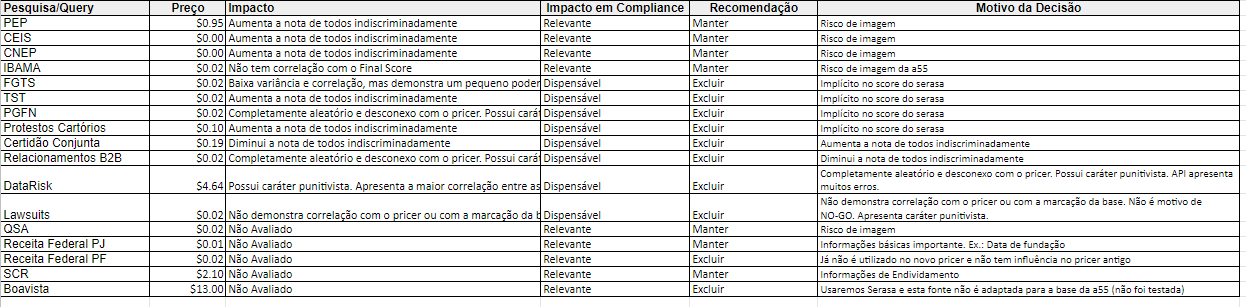 Pesquisa/Query Preço Impacto Impacto em Compliance Recomendação Motivo da Decisão
PEP $0.95 Aumenta a nota de todos indiscriminadamente Relevante Manter Risco de imagem
CEIS $0.00 Aumenta a nota de todos indiscriminadamente Relevante Manter Risco de imagem
CNEP $0.00 Aumenta a nota de todos indiscriminadamente Relevante Manter Risco de imagem
IBAMA $0.02 Não tem correlação com o Final Score Relevante Manter Risco de imagem da a55
FGTS $0.02 Baixa variância e correlação, mas demonstra um pequeno poder Dispensável Excluir Implícito no score do serasa
TST $0.02 Aumenta a nota de todos indiscriminadamente Dispensável Excluir Implícito no score do serasa
PGFN $0.02 Completamente aleatório e desconexo com o pricer. Possui carát Dispensável Excluir Implícito no score do serasa
Protestos Cartórios $0.10 Aumenta a nota de todos indiscriminadamente Dispensável Excluir Implícito no score do serasa
Certidão Conjunta $0.19 Diminui a nota de todos indiscriminadamente Dispensável Excluir Aumenta a nota de todos indiscriminadamente
Relacionamentos B2B $0.02 Completamente aleatório e desconexo com o pricer. Possui carát Dispensável Excluir Diminui a nota de todos indiscriminadamente
Completamente aleatório e desconexo com o pricer. Possui caráter punitivista. API apresenta
DataRisk $4.64 Possui caráter punitivista. Apresenta a maior correlação entre as Dispensável Excluir muitos erros.
Não demonstra correlação com o pricer ou com a marcação da base. Não é motivo de
Lawsuits $0.02 Não demonstra correlação com o pricer ou com a marcação da b Dispensável Excluir NO-GO. Apresenta caráter punitivista.
QSA $0.02 Não Avaliado Relevante Manter Risco de imagem
Receita Federal PJ $0.01 Não Avaliado Relevante Manter Informações básicas importante. Ex.: Data de fundação
Receita Federal PF $0.02 Não Avaliado Relevante Excluir Já não é utilizado no novo pricer e não tem influência no pricer antigo
SCR $2.10 Não Avaliado Relevante Manter Informações de Endividamento
Boavista $13.00 Não Avaliado Relevante Excluir Usaremos Serasa e esta fonte não é adaptada para a base da a55 (não foi testada)